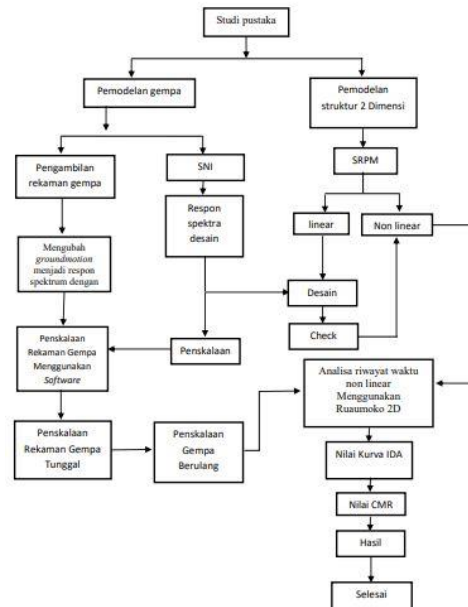 Studi pustaka
Pemodelan gempa
Pemodelan
struktur 2 Dimensi
Pengambilan
rekaman gempa
SNI
SRPM
Respon
spektra
desain
linear
Non linear
Mengubah
groundmotion
menjadi respon
spektrum dengan
Desain
Check
Penskalaan
Rekaman Gempa
Menggunakan
Software
Penskalaan
Analisa riwayat waktu
non linear
Menggunakan
Ruaumoko 2D
Penskalaan
Rekaman Gempa
Tunggal
Penskalaan
Gempa
Berulang
Nilai Kurva IDA
Nilai CMR
Hasil
Selesai